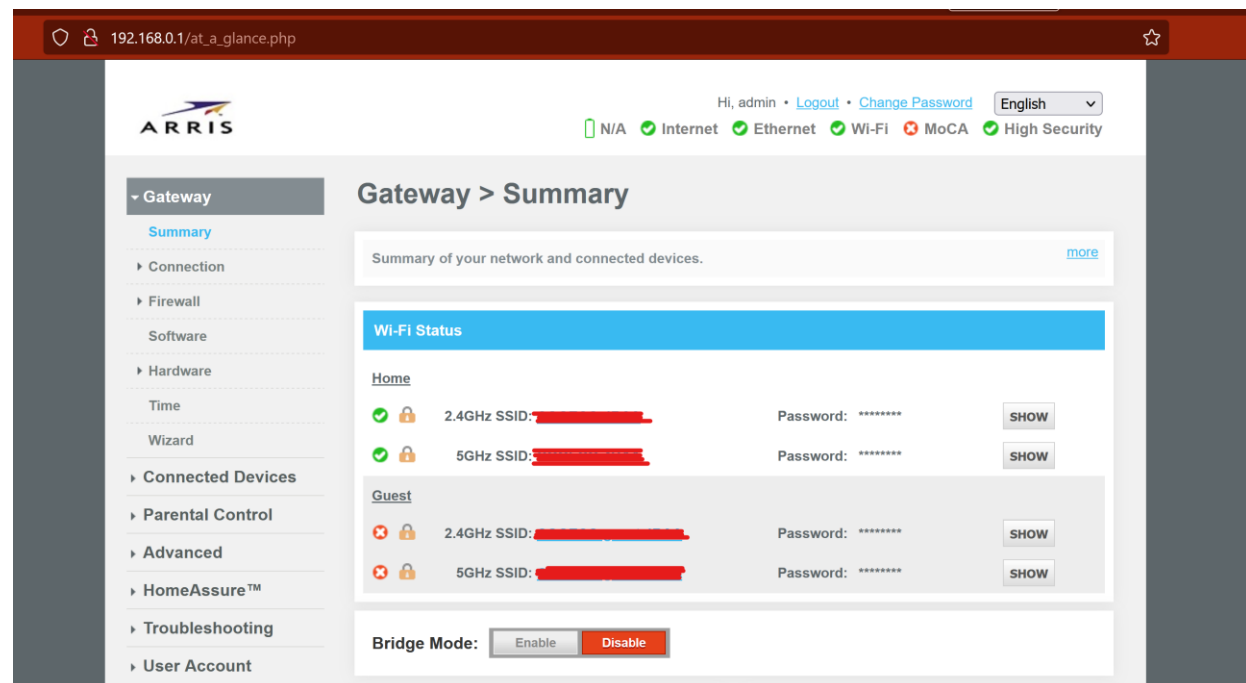 192.168.0.1/at_a_glance.php
ARRIS
Hi, admin • Logout • Change Password English
N/A Internet Ethernet Wi-Fi MoCA High Security
Gateway
Summary
Connection
Firewall
Software
Hardware
Time
Wizard
Connected Devices
Parental Control
Advanced
HomeAssure™
Troubleshooting
User Account
Gateway > Summary
Summary of your network and connected devices. more
Wi-Fi Status
Home
2.4GHz SSID: Password: ******** SHOW
5GHz SSID: Password: ******** SHOW
Guest
2.4GHz SSID: Password: ******** SHOW
5GHz SSID: Password: ******** SHOW
Bridge Mode: Enable Disable